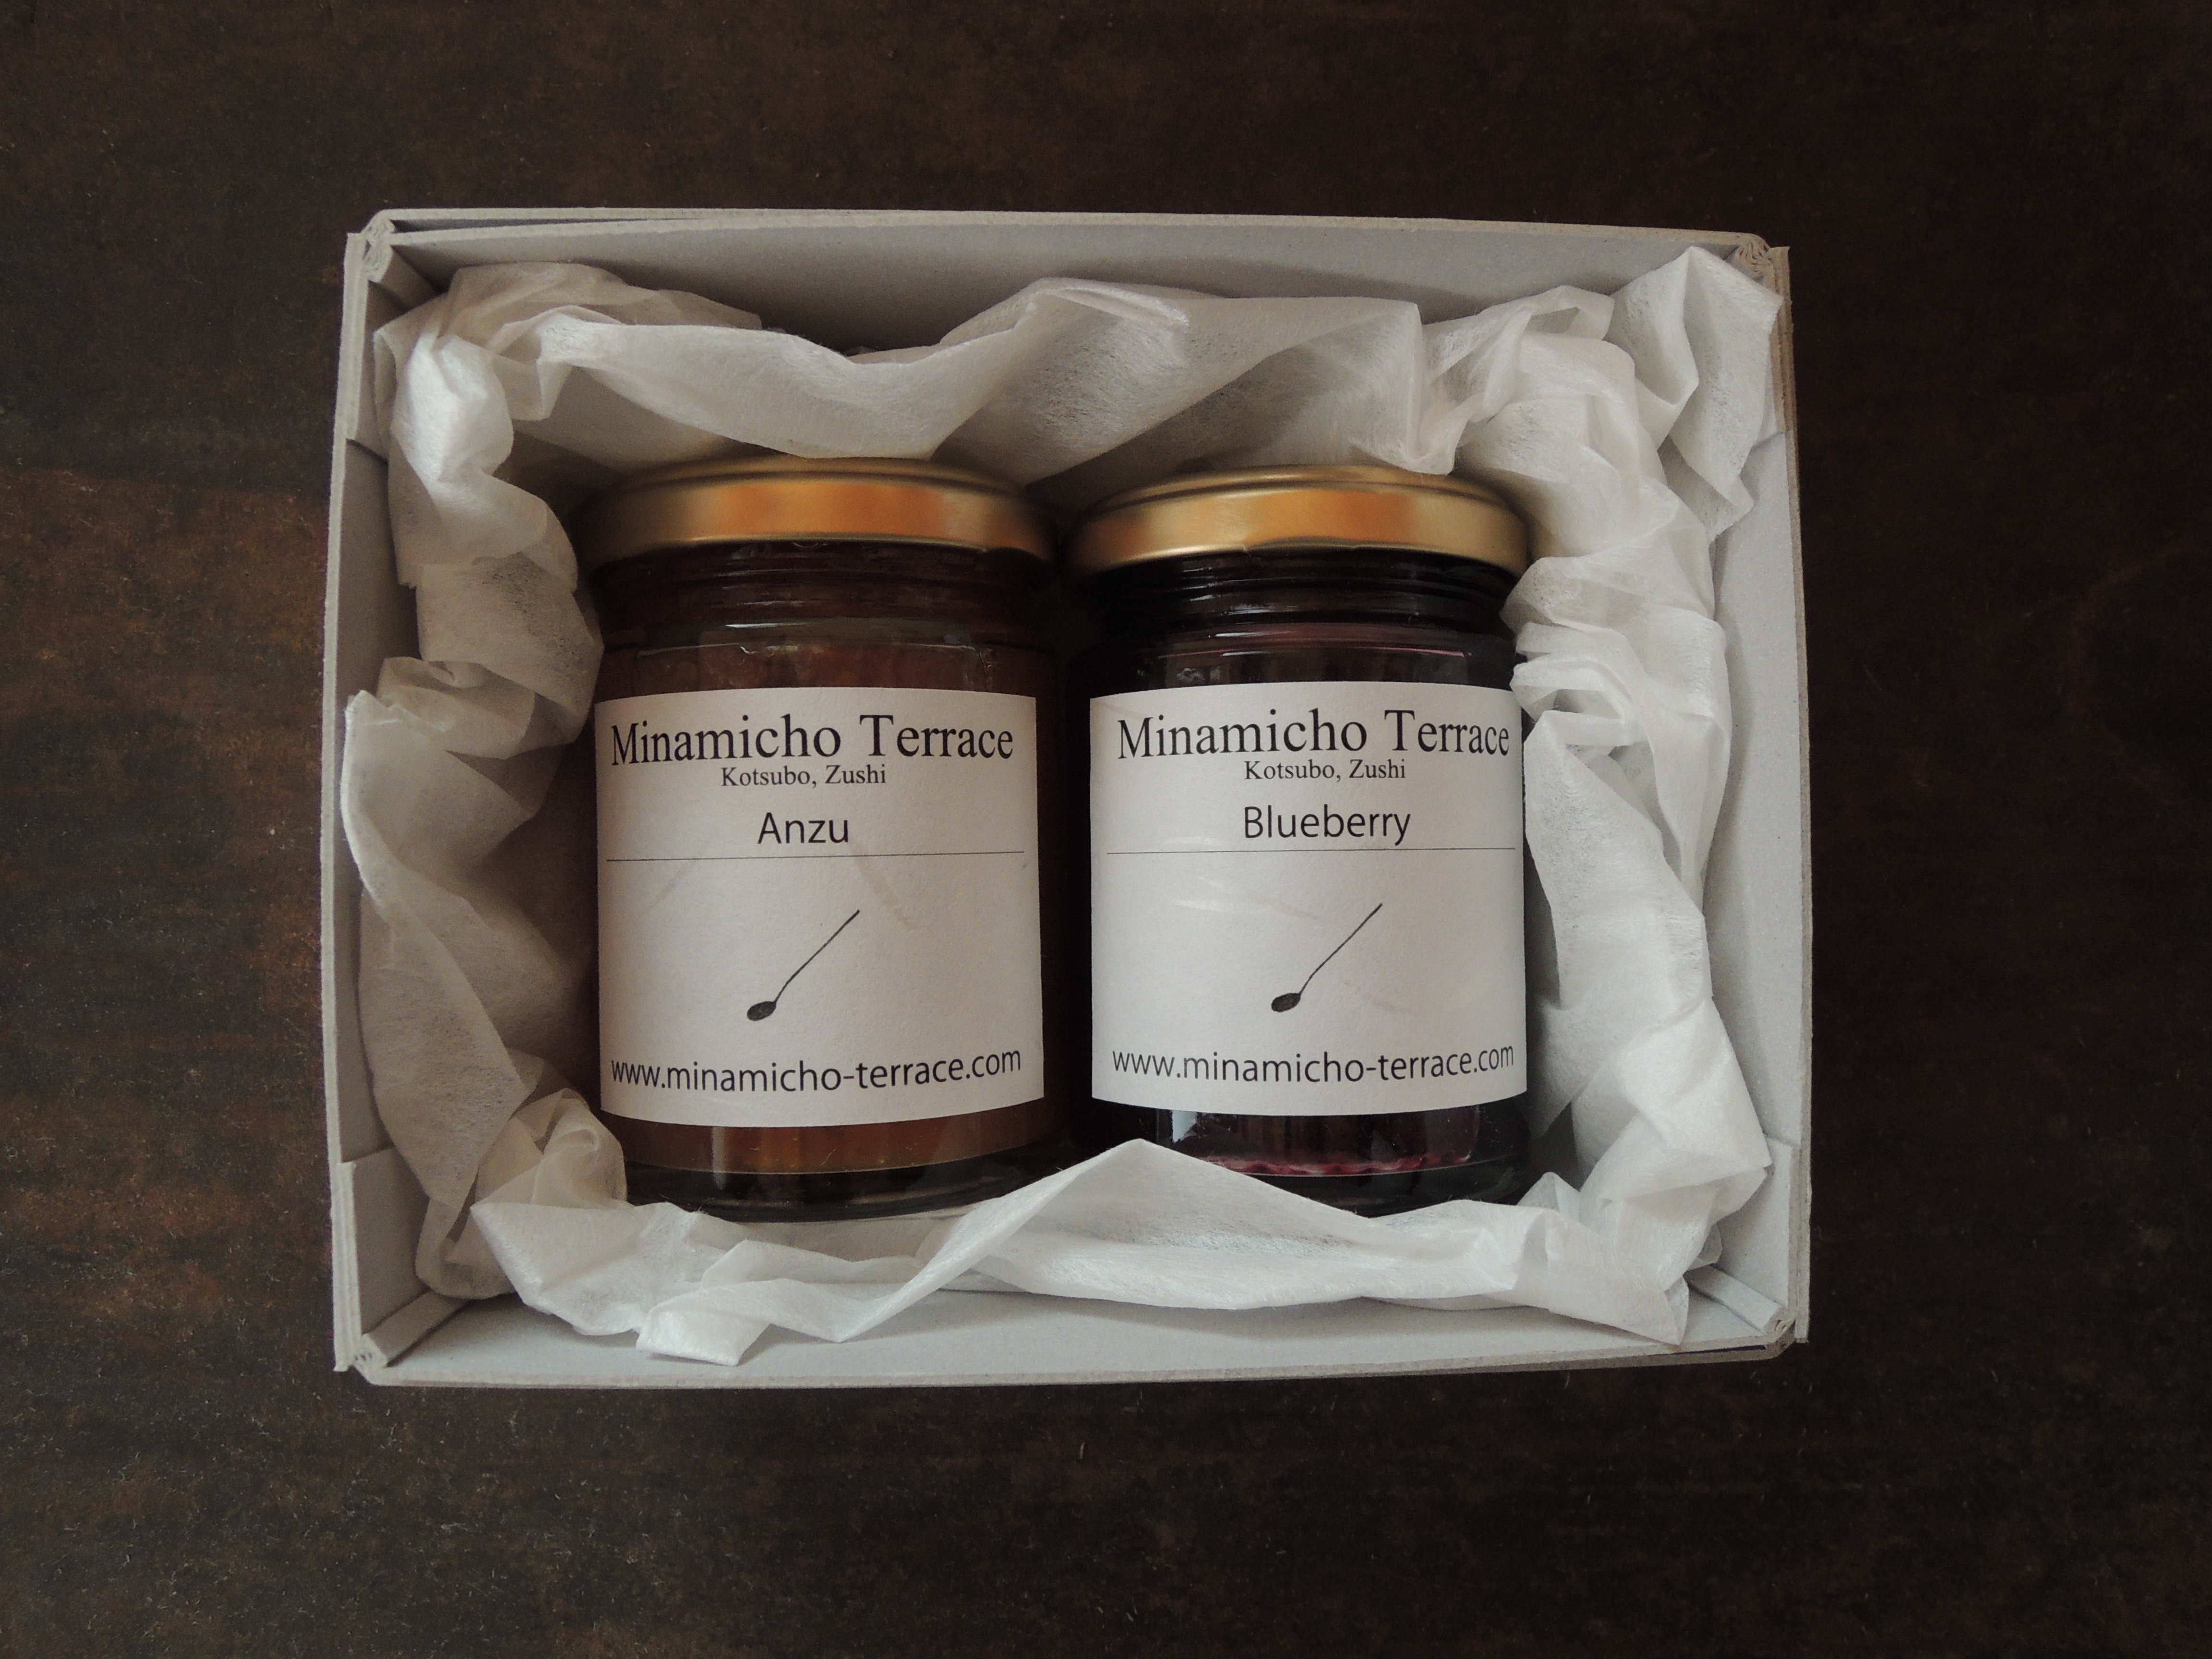 Minamicho Terrace
Kotsubo, Zushi
Anzu
www.minamicho-terrace.com
Minamicho Terrace
Kotsubo, Zushi
Blueberry
www.minamicho-terrace.com